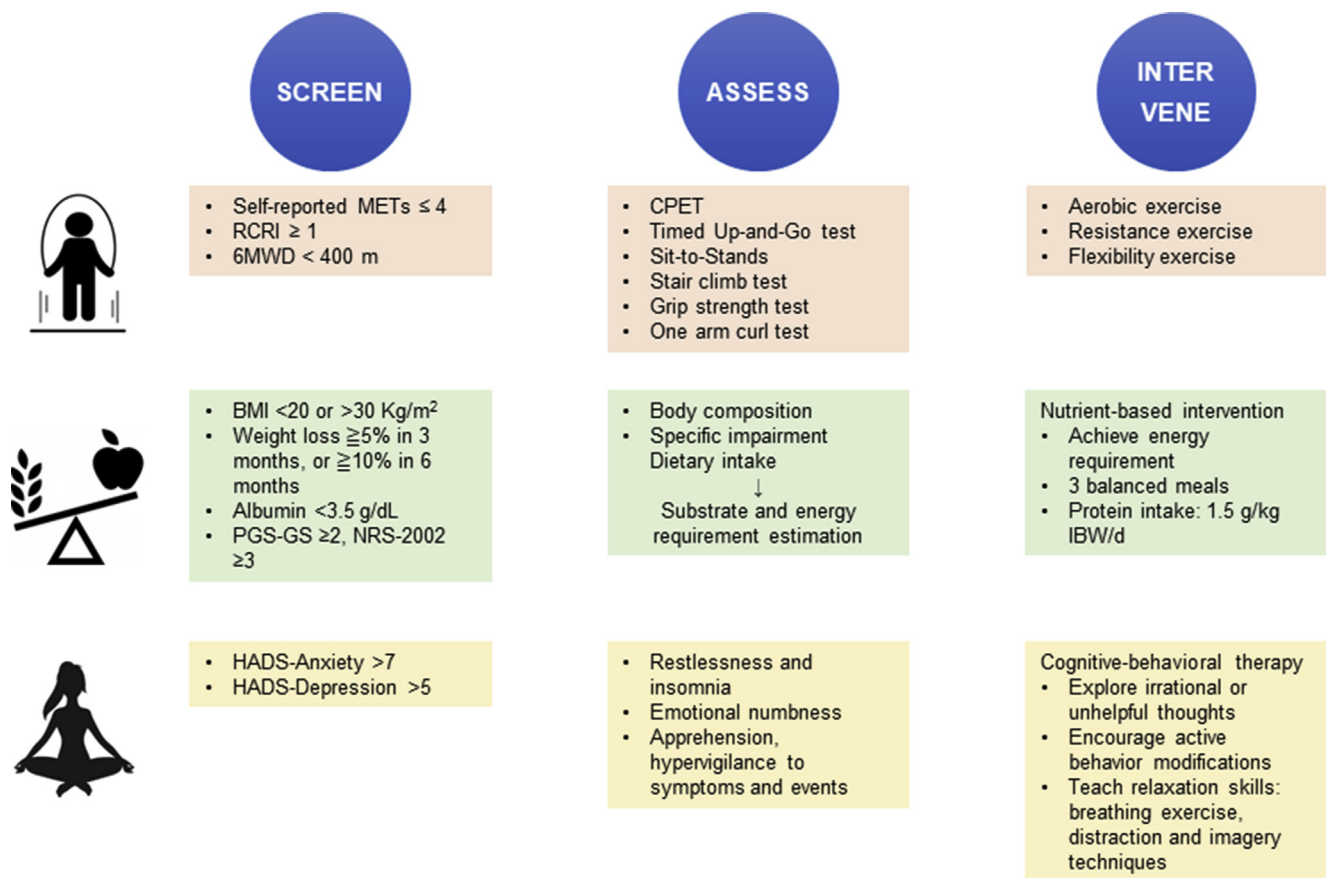 SCREEN
ASSESS
INTER
VENE
• Self-reported METs ≤ 4
• RCRI ≥ 1
• 6MWD < 400 m
• CPET
• Timed Up-and-Go test
• Sit-to-Stands
• Stair climb test
• Grip strength test
• One arm curl test
• Aerobic exercise
• Resistance exercise
• Flexibility exercise
• BMI <20 or >30 Kg/m²
• Weight loss ≧5% in 3
months, or ≧10% in 6
months
• Albumin <3.5 g/dL
• PGS-GS ≥2, NRS-2002
≥3
• Body composition
• Specific impairment
Dietary intake
↓
Substrate and energy
requirement estimation
Nutrient-based intervention
• Achieve energy
requirement
• 3 balanced meals
• Protein intake: 1.5 g/kg
IBW/d
• HADS-Anxiety >7
• HADS-Depression >5
• Restlessness and
insomnia
• Emotional numbness
• Apprehension,
hypervigilance to
symptoms and events
Cognitive-behavioral therapy
• Explore irrational or
unhelpful thoughts
• Encourage active
behavior modifications
• Teach relaxation skills:
breathing exercise,
distraction and imagery
techniques